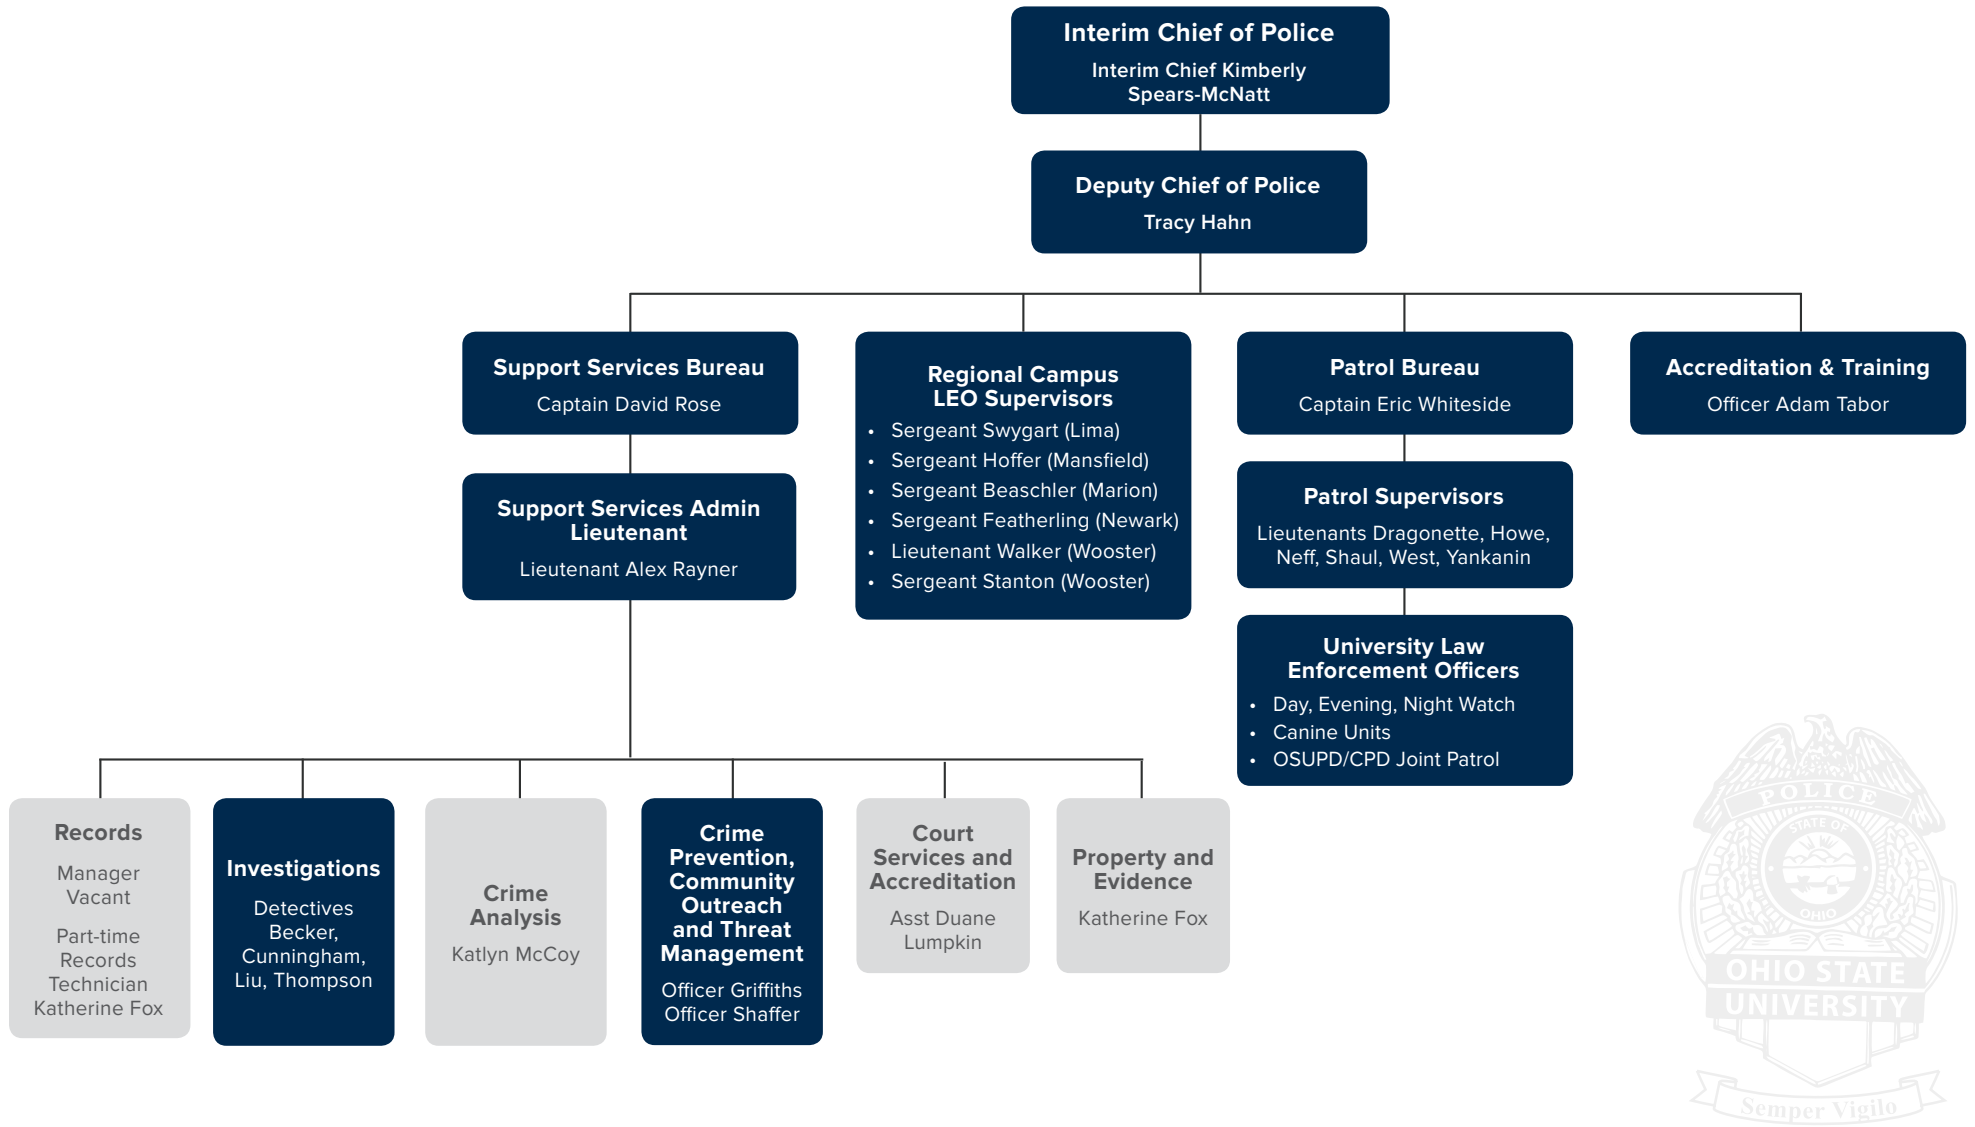 Interim Chief of Police
Interim Chief Kimberly
Spears-McNatt
Deputy Chief of Police
Tracy Hahn
Support Services Bureau
Captain David Rose
Regional Campus
LEO Supervisors
• Sergeant Swygart (Lima)
• Sergeant Hoffer (Mansfield)
• Sergeant Beaschler (Marion)
• Sergeant Featherling (Newark)
• Lieutenant Walker (Wooster)
• Sergeant Stanton (Wooster)
Patrol Bureau
Captain Eric Whiteside
Accreditation & Training
Officer Adam Tabor
Support Services Admin
Lieutenant
Lieutenant Alex Rayner
Patrol Supervisors
Lieutenants Dragonette, Howe,
Neff, Shaul, West, Yankanin
University Law
Enforcement Officers
• Day, Evening, Night Watch
• Canine Units
• OSUPD/CPD Joint Patrol
Records
Manager
Vacant
Part-time
Records
Technician
Katherine Fox
Investigations
Detectives
Becker,
Cunningham,
Liu, Thompson
Crime
Analysis
Katlyn McCoy
Crime
Prevention,
Community
Outreach
and Threat
Management
Officer Griffiths
Officer Shaffer
Court
Services and
Accreditation
Asst Duane
Lumpkin
Property and
Evidence
Katherine Fox
POLICE
STATE OF
OHIO
OHIO STATE
UNIVERSITY
Semper Vigilo